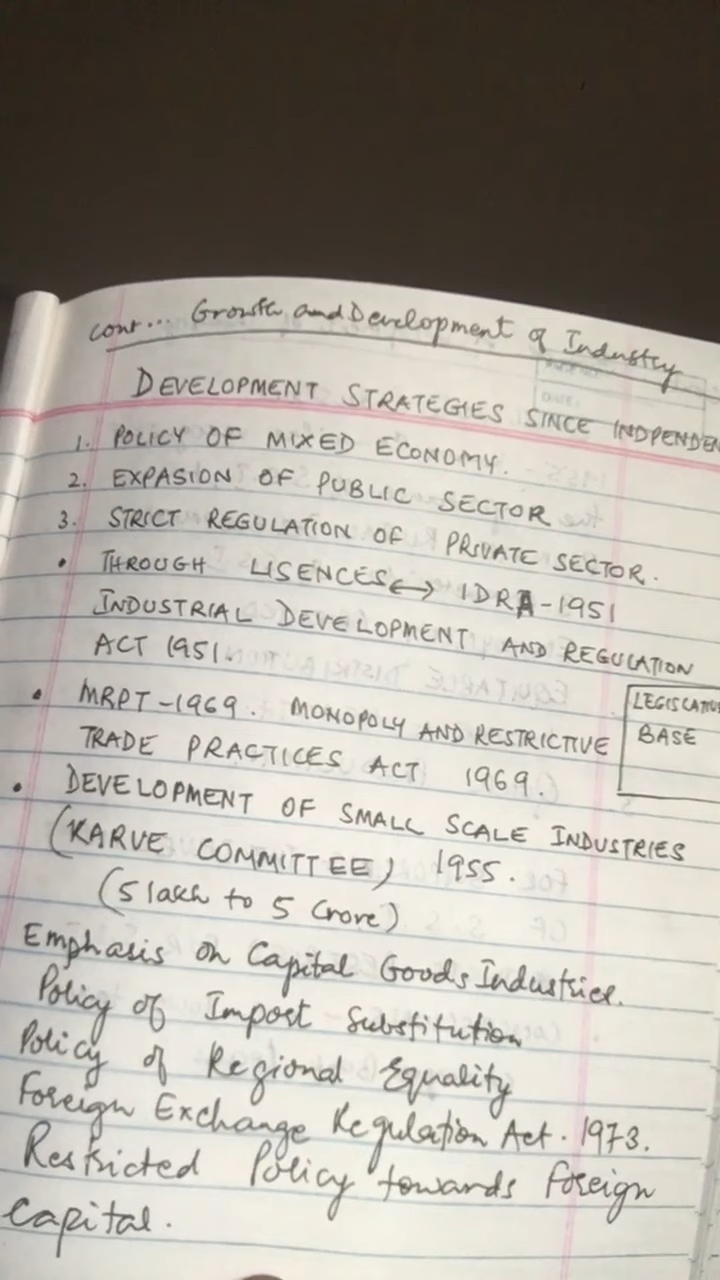 cont... Growth and Development of Industry
DEVELOPMENT STRATEGIES SINCE INDPENDEN
1. POLICY OF MIXED ECONOMY.
2. EXPASION OF PUBLIC SECTOR
3. STRICT REGULATION OF PRIVATE SECTOR.
• THROUGH LISENCES ↔ IDRA-1951
INDUSTRIAL DEVELOPMENT AND REGULATION
ACT 1951.
• MRPT-1969. MONOPOLY AND RESTRICTIVE
TRADE PRACTICES ACT 1969.
LEGISLATIVE
BASE
• DEVELOPMENT OF SMALL SCALE INDUSTRIES
(KARVE COMMITTEE) 1955.
(5 lakh to 5 Crore)
Emphasis on Capital Goods Industries.
Policy of Import Substitution
Policy of Regional Equality
Foreign Exchange Regulation Act. 1973.
Restricted Policy towards foreign
capital.